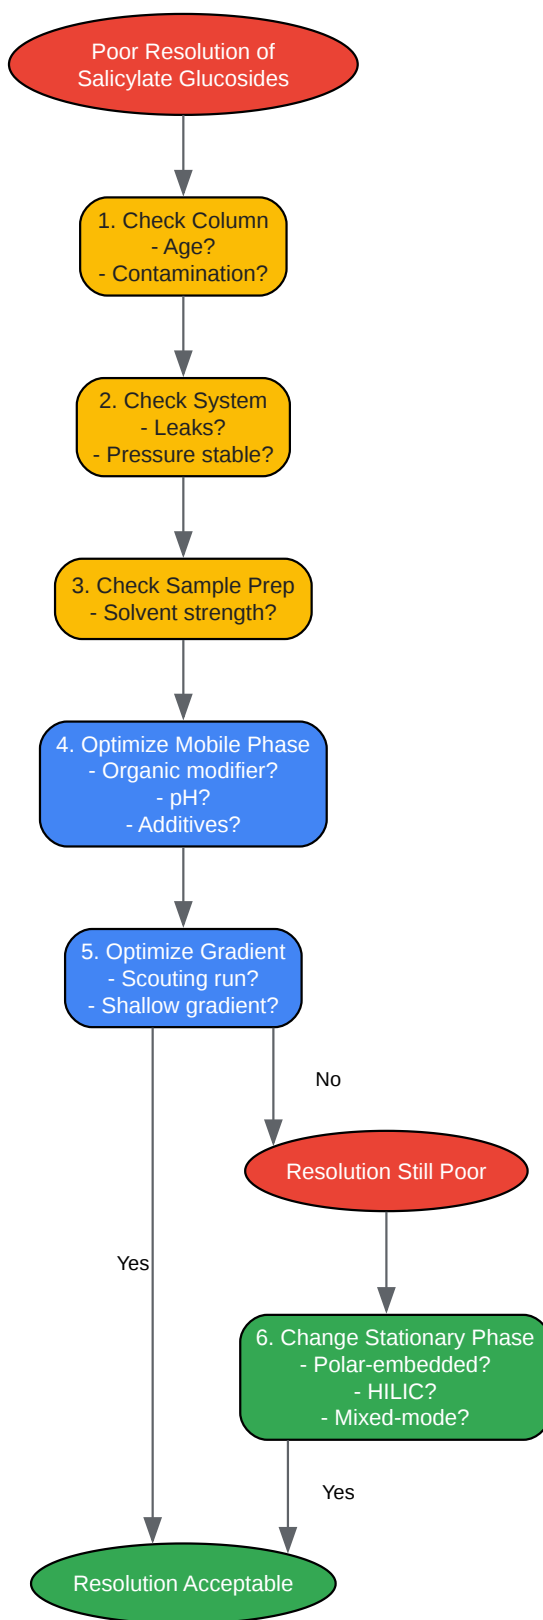 Poor Resolution of
Salicylate Glucosides
1. Check Column
- Age?
- Contamination?
2. Check System
- Leaks?
- Pressure stable?
3. Check Sample Prep
- Solvent strength?
4. Optimize Mobile Phase
- Organic modifier?
- pH?
- Additives?
5. Optimize Gradient
- Scouting run?
- Shallow gradient?
No
Resolution Still Poor
Yes
6. Change Stationary Phase
- Polar-embedded?
- HILIC?
- Mixed-mode?
Yes
Resolution Acceptable